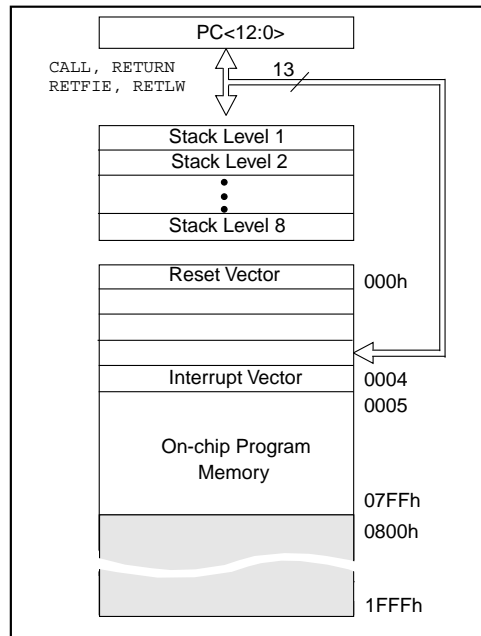 PC<12:0>
CALL, RETURN
RETFIE, RETLW
13
Stack Level 1
Stack Level 2
Stack Level 8
Reset Vector
000h
Interrupt Vector
0004
0005
On-chip Program
Memory
07FFh
0800h
1FFFh